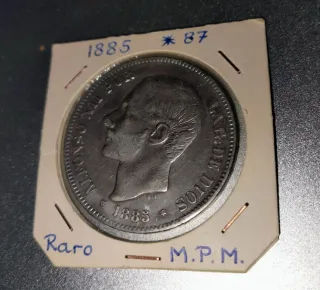 1885 *87
ALFONSO XII POR LA G. DE DIOS
1885
Raro M.P.M.